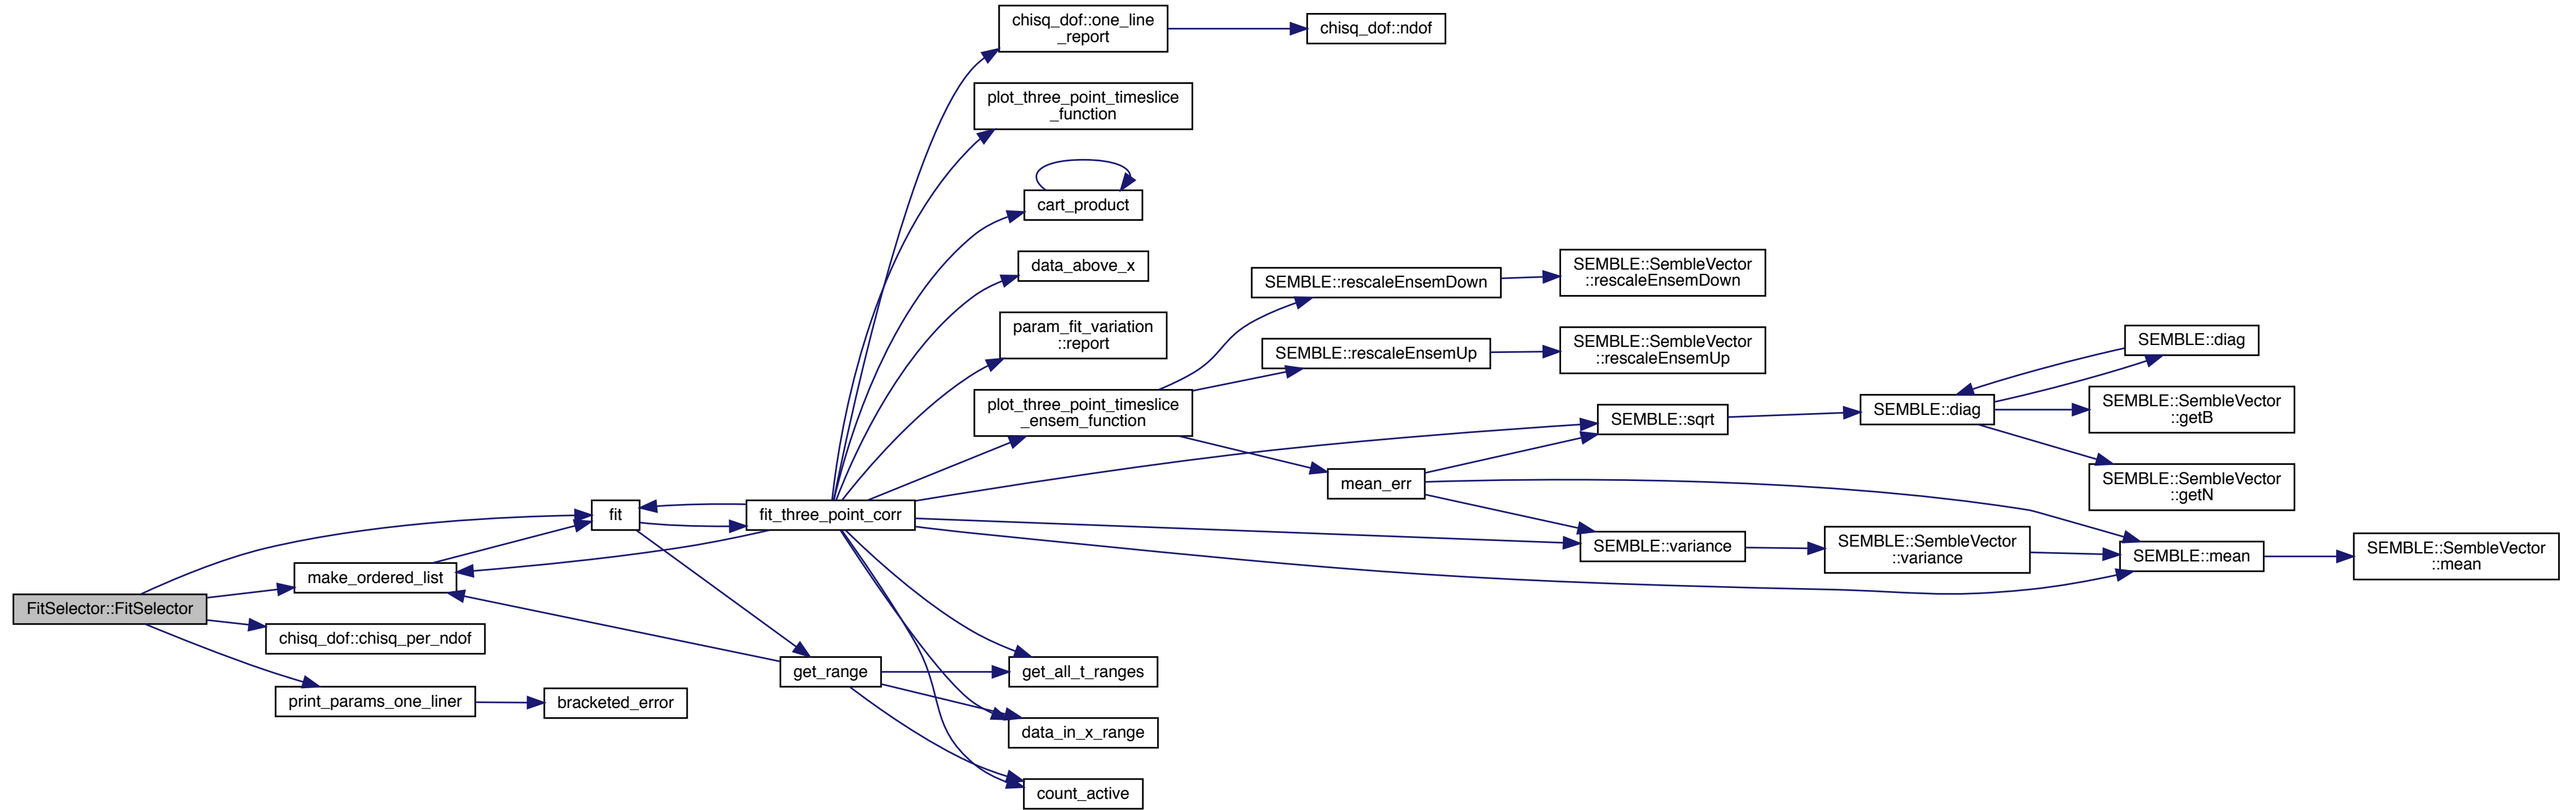 FitSelector::FitSelector
fit
make_ordered_list
chisq_dof::chisq_per_ndof
print_params_one_liner
bracketed_error
fit_three_point_corr
get_range
chisq_dof::one_line
_report
chisq_dof::ndof
plot_three_point_timeslice
_function
cart_product
data_above_x
param_fit_variation
::report
plot_three_point_timeslice
_ensem_function
get_all_t_ranges
data_in_x_range
count_active
SEMBLE::rescaleEnsemDown
SEMBLE::SembleVector
::rescaleEnsemDown
SEMBLE::rescaleEnsemUp
SEMBLE::SembleVector
::rescaleEnsemUp
mean_err
SEMBLE::sqrt
SEMBLE::variance
SEMBLE::SembleVector
::variance
SEMBLE::diag
SEMBLE::diag
SEMBLE::SembleVector
::getB
SEMBLE::SembleVector
::getN
SEMBLE::mean
SEMBLE::SembleVector
::mean